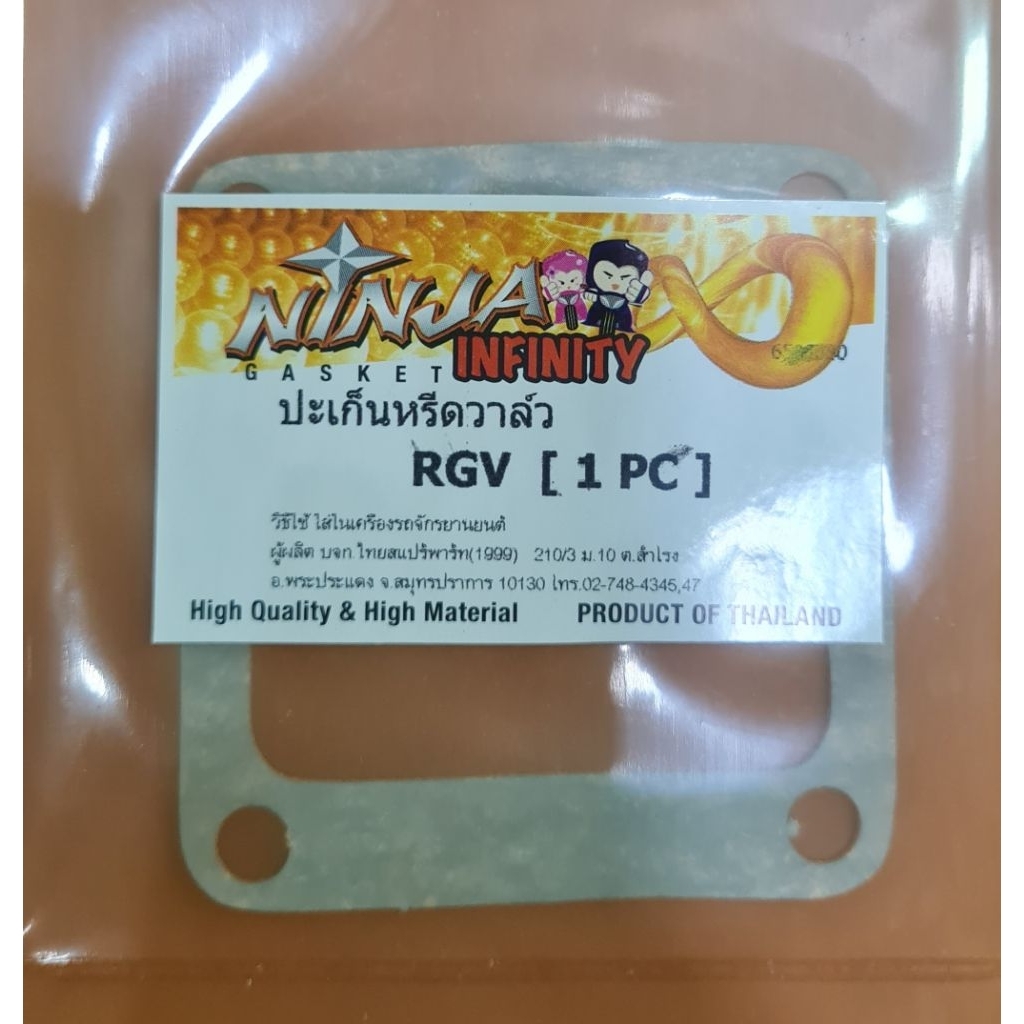 NINJA
INFINITY
GASKET
ปะเก็นหรีดวาล์ว
RGV [ 1 PC ]
วิธีใช้ ใส่ในเครื่องรถจักรยานยนต์
ผู้ผลิต บจก.ไทยสแปร์พาร์ท(1999) 210/3 ม.10 ต.สำโรง
อ.พระประแดง จ.สมุทรปราการ 10130 โทร.02-748-4345,47
High Quality & High Material PRODUCT OF THAILAND